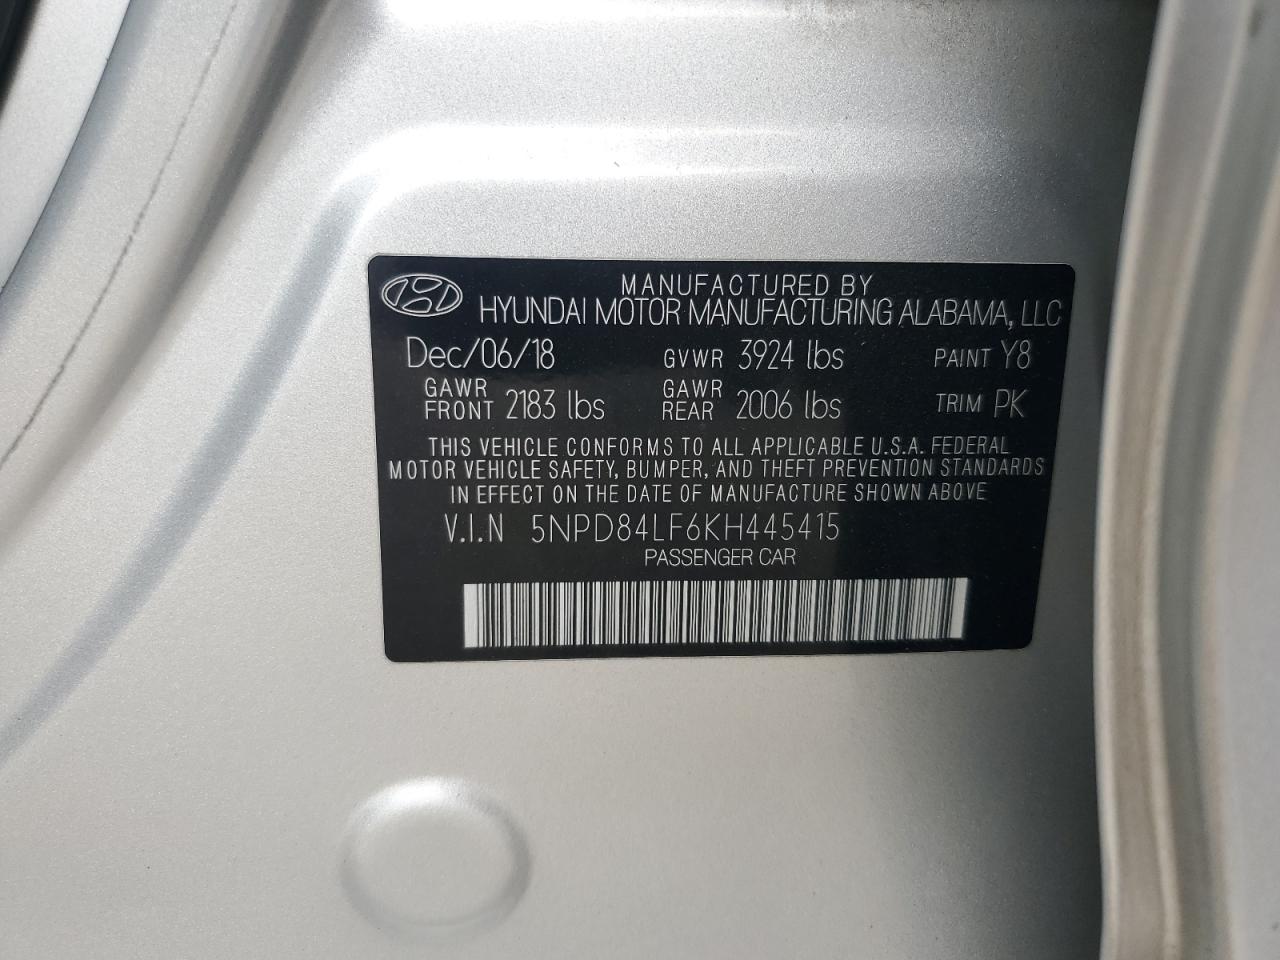 MANUFACTURED BY
HYUNDAI MOTOR MANUFACTURING ALABAMA, LLC
Dec/06/18 GVWR 3924 lbs PAINT Y8
GAWR FRONT 2183 lbs GAWR REAR 2006 lbs TRIM PK
THIS VEHICLE CONFORMS TO ALL APPLICABLE U.S.A. FEDERAL
MOTOR VEHICLE SAFETY, BUMPER, AND THEFT PREVENTION STANDARDS
IN EFFECT ON THE DATE OF MANUFACTURE SHOWN ABOVE
V.I.N 5NPD84LF6KH445415
PASSENGER CAR